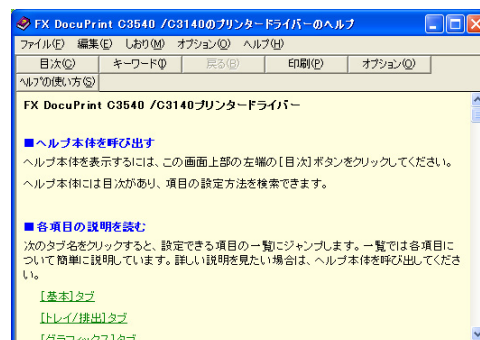 FX DocuPrint C3540 /C3140のプリンタードライバーのヘルプ
ファイル(F) 編集(E) しおり(M) オプション(O) ヘルプ(H)
目次(C) キーワード(I) 戻る(B) 印刷(P) オプション(O)
ヘルプの使い方(S)
FX DocuPrint C3540 /C3140プリンタードライバー
■ヘルプ本体を呼び出す
ヘルプ本体を表示するには、この画面上部の左端の[目次]ボタンをクリックしてください。
ヘルプ本体には目次があり、項目の設定方法を検索できます。
■各項目の説明を読む
次のタブ名をクリックすると、設定できる項目の一覧にジャンプします。一覧では各項目に
ついて簡単に説明しています。詳しい説明を見たい場合は、ヘルプ本体を呼び出してくださ
い。
[基本]タブ
[トレイ/排出]タブ
[グラフィックス]タブ